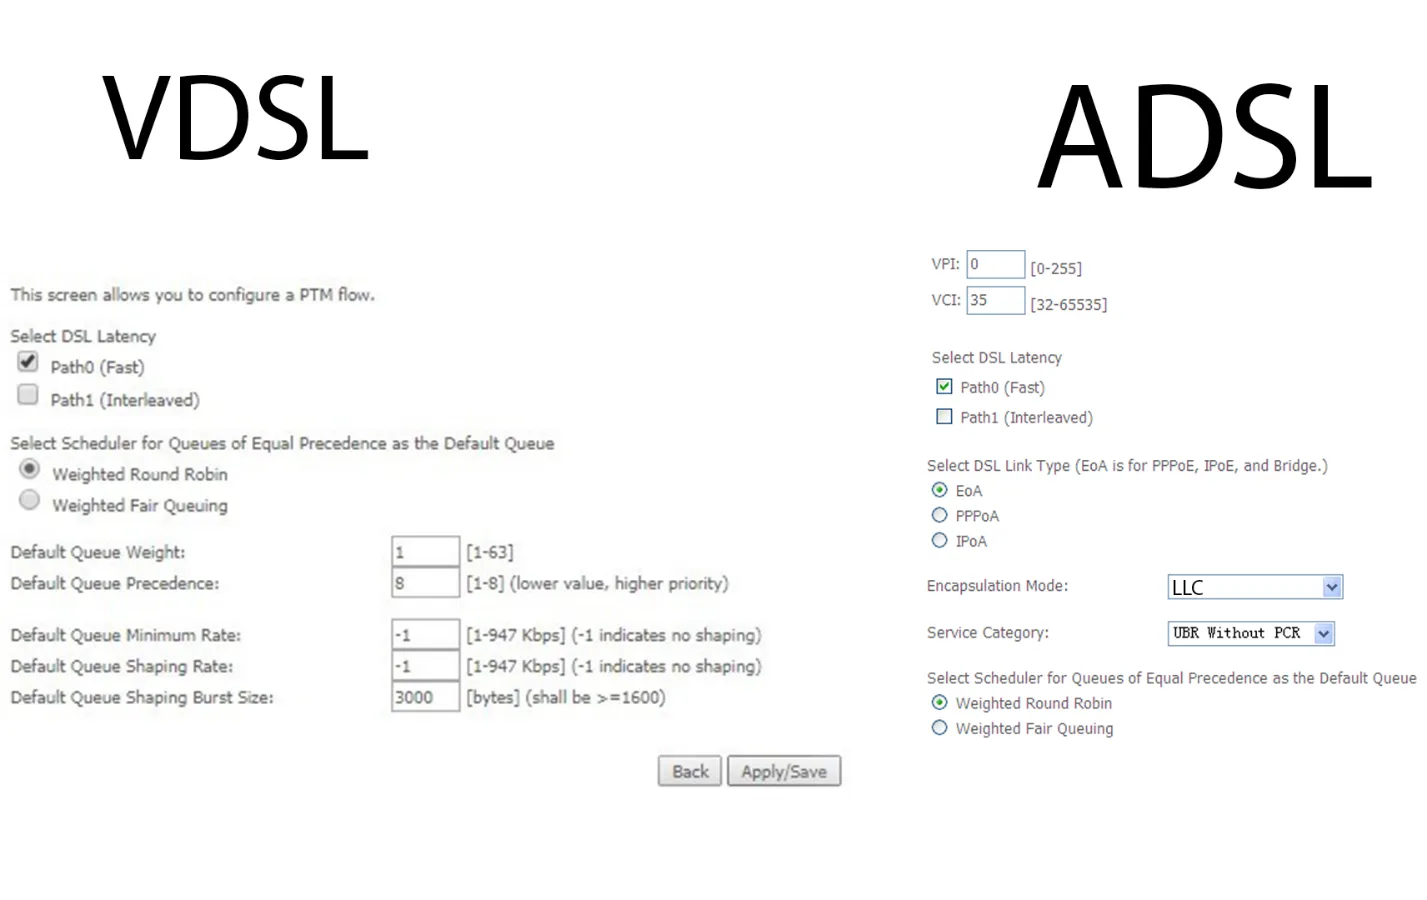 VDSL
This screen allows you to configure a PTM flow.
Select DSL Latency
Path0 (Fast)
Path1 (Interleaved)
Select Scheduler for Queues of Equal Precedence as the Default Queue
Weighted Round Robin
Weighted Fair Queuing
Default Queue Weight: 1 [1-63]
Default Queue Precedence: 8 [1-8] (lower value, higher priority)
Default Queue Minimum Rate: -1 [1-947 Kbps] (-1 indicates no shaping)
Default Queue Shaping Rate: -1 [1-947 Kbps] (-1 indicates no shaping)
Default Queue Shaping Burst Size: 3000 [bytes] (shall be >=1600)
Back Apply/Save
ADSL
VPI: 0 [0-255]
VCI: 35 [32-65535]
Select DSL Latency
Path0 (Fast)
Path1 (Interleaved)
Select DSL Link Type (EoA is for PPPoE, IPoE, and Bridge.)
EoA
PPPoA
IPoA
Encapsulation Mode: LLC
Service Category: UBR Without PCR
Select Scheduler for Queues of Equal Precedence as the Default Queue
Weighted Round Robin
Weighted Fair Queuing